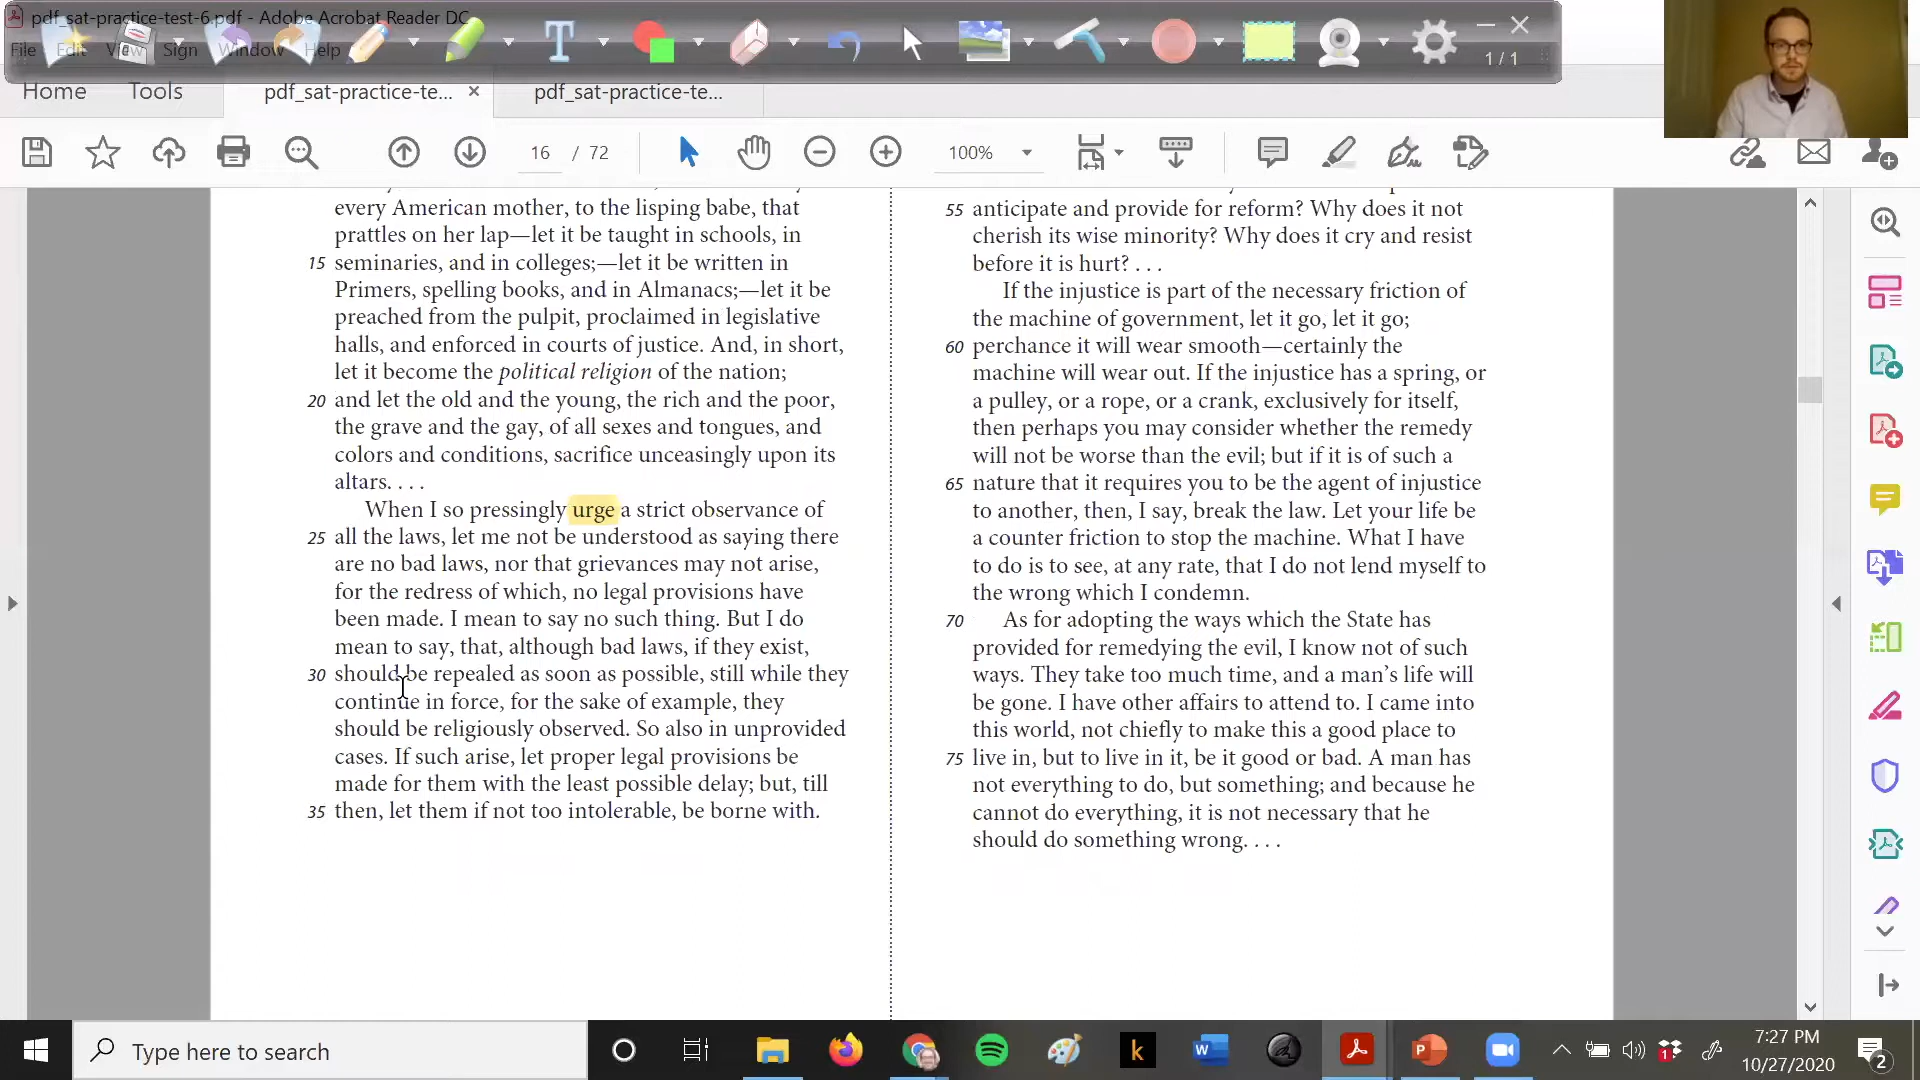 pdf_sat-practice-test-6.pdf - Adobe Acrobat Reader DC
File Edit View Sign Window Help
1 / 1
Home Tools pdf_sat-practice-te... × pdf_sat-practice-te...
16 / 72 100%
every American mother, to the lisping babe, that
prattles on her lap—let it be taught in schools, in
15 seminaries, and in colleges;—let it be written in
Primers, spelling books, and in Almanacs;—let it be
preached from the pulpit, proclaimed in legislative
halls, and enforced in courts of justice. And, in short,
let it become the political religion of the nation;
20 and let the old and the young, the rich and the poor,
the grave and the gay, of all sexes and tongues, and
colors and conditions, sacrifice unceasingly upon its
altars. . . .
When I so pressingly urge a strict observance of
25 all the laws, let me not be understood as saying there
are no bad laws, nor that grievances may not arise,
for the redress of which, no legal provisions have
been made. I mean to say no such thing. But I do
mean to say, that, although bad laws, if they exist,
30 should be repealed as soon as possible, still while they
continue in force, for the sake of example, they
should be religiously observed. So also in unprovided
cases. If such arise, let proper legal provisions be
made for them with the least possible delay; but, till
35 then, let them if not too intolerable, be borne with.
55 anticipate and provide for reform? Why does it not
cherish its wise minority? Why does it cry and resist
before it is hurt? . . .
If the injustice is part of the necessary friction of
the machine of government, let it go, let it go;
60 perchance it will wear smooth—certainly the
machine will wear out. If the injustice has a spring, or
a pulley, or a rope, or a crank, exclusively for itself,
then perhaps you may consider whether the remedy
will not be worse than the evil; but if it is of such a
65 nature that it requires you to be the agent of injustice
to another, then, I say, break the law. Let your life be
a counter friction to stop the machine. What I have
to do is to see, at any rate, that I do not lend myself to
the wrong which I condemn.
70 As for adopting the ways which the State has
provided for remedying the evil, I know not of such
ways. They take too much time, and a man's life will
be gone. I have other affairs to attend to. I came into
this world, not chiefly to make this a good place to
75 live in, but to live in it, be it good or bad. A man has
not everything to do, but something; and because he
cannot do everything, it is not necessary that he
should do something wrong. . . .
Type here to search
7:27 PM
10/27/2020
2